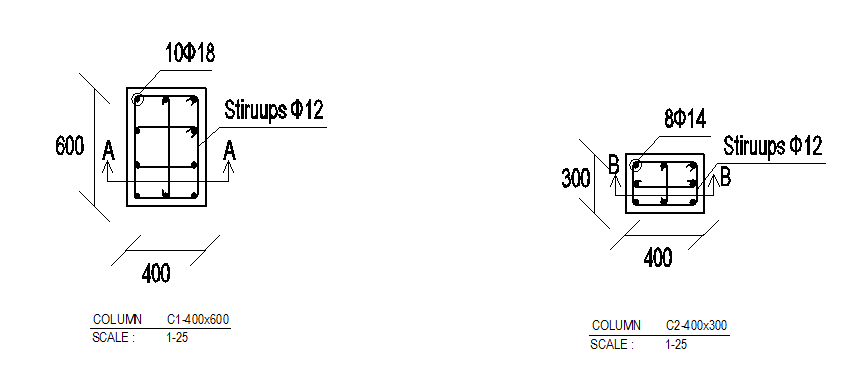 10Φ18
Stiruups Φ12
600
A A
400
COLUMN C1-400x600
SCALE : 1-25
8Φ14
Stiruups Φ12
300
B B
400
COLUMN C2-400x300
SCALE : 1-25